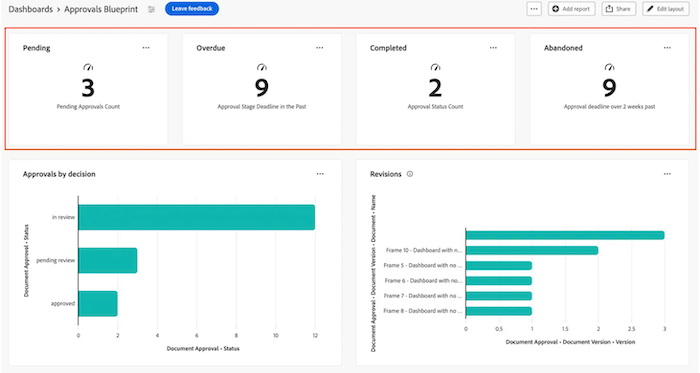 Dashboards > Approvals Blueprint
Leave feedback
Add report
Share
Edit layout
Pending
3
Pending Approvals Count
Overdue
9
Approval Stage Deadline in the Past
Completed
2
Approval Status Count
Abandoned
9
Approval deadline over 2 weeks past
Approvals by decision
Document Approval • Status
in review
pending review
approved
0 2 4 6 8 10 12
Document Approval • Status
Revisions
Document Approval • Document Version • Document • Name
Frame 10 - Dashboard with n...
Frame 5 - Dashboard with no ...
Frame 6 - Dashboard with no...
Frame 7 - Dashboard with no ...
Frame 8 - Dashboard with no ...
0 0.5 1 1.5 2 2.5 3
Document Approval • Document Version • Version